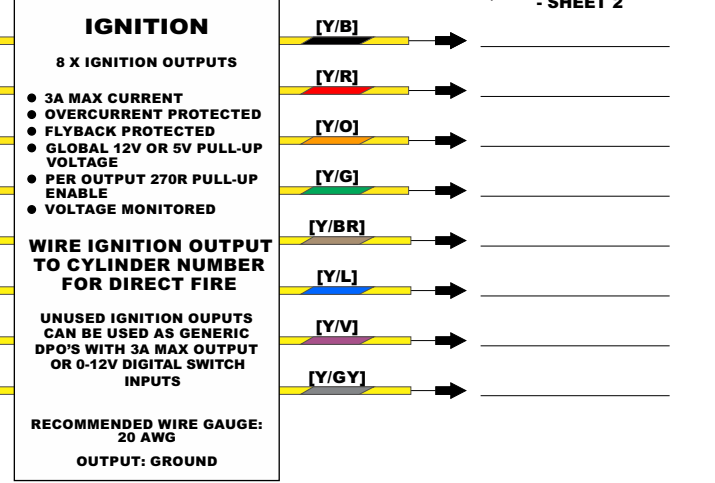 - SHEET 2
IGNITION
8 X IGNITION OUTPUTS
● 3A MAX CURRENT
● OVERCURRENT PROTECTED
● FLYBACK PROTECTED
● GLOBAL 12V OR 5V PULL-UP
VOLTAGE
● PER OUTPUT 270R PULL-UP
ENABLE
● VOLTAGE MONITORED
WIRE IGNITION OUTPUT
TO CYLINDER NUMBER
FOR DIRECT FIRE
UNUSED IGNITION OUPUTS
CAN BE USED AS GENERIC
DPO'S WITH 3A MAX OUTPUT
OR 0-12V DIGITAL SWITCH
INPUTS
RECOMMENDED WIRE GAUGE:
20 AWG
OUTPUT: GROUND
[Y/B]
[Y/R]
[Y/O]
[Y/G]
[Y/BR]
[Y/L]
[Y/V]
[Y/GY]